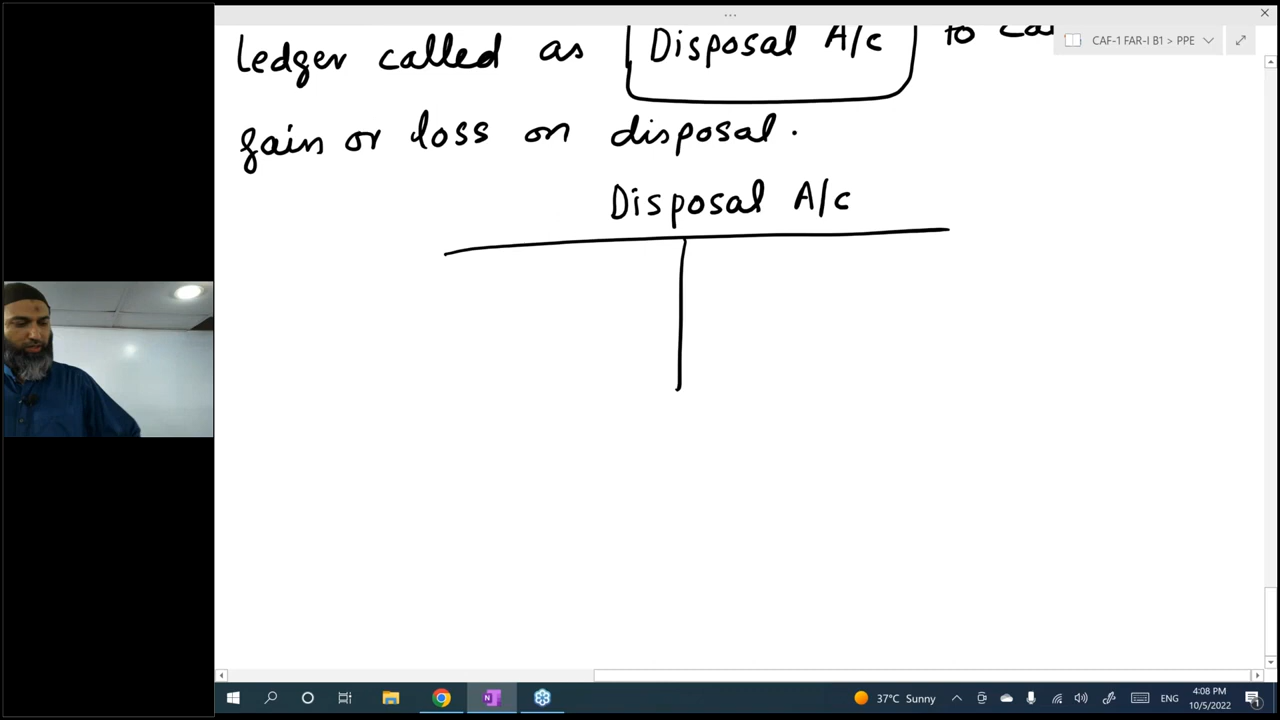 CAF-1 FAR-I B1 > PPE
Ledger called as Disposal A/c to
gain or loss on disposal.
Disposal A/c
37°C Sunny
ENG
4:08 PM
10/5/2022